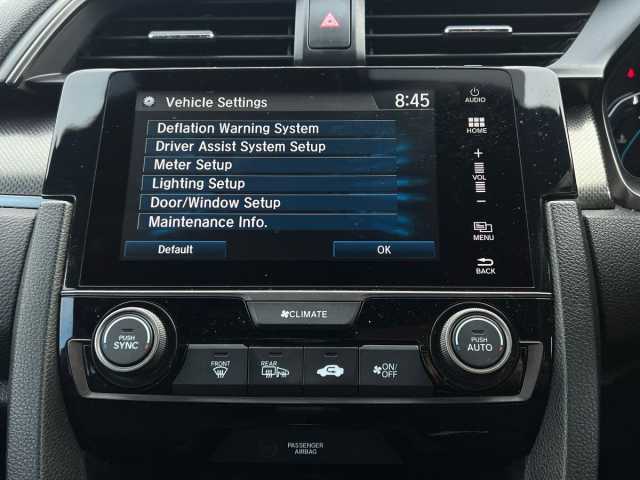 Vehicle Settings
8:45
AUDIO
Deflation Warning System
HOME
Driver Assist System Setup
Meter Setup
+
VOL
-
Lighting Setup
Door/Window Setup
Maintenance Info.
MENU
Default
OK
BACK
CLIMATE
PUSH
SYNC
FRONT
REAR
ON/
OFF
PUSH
AUTO
PASSENGER
AIRBAG